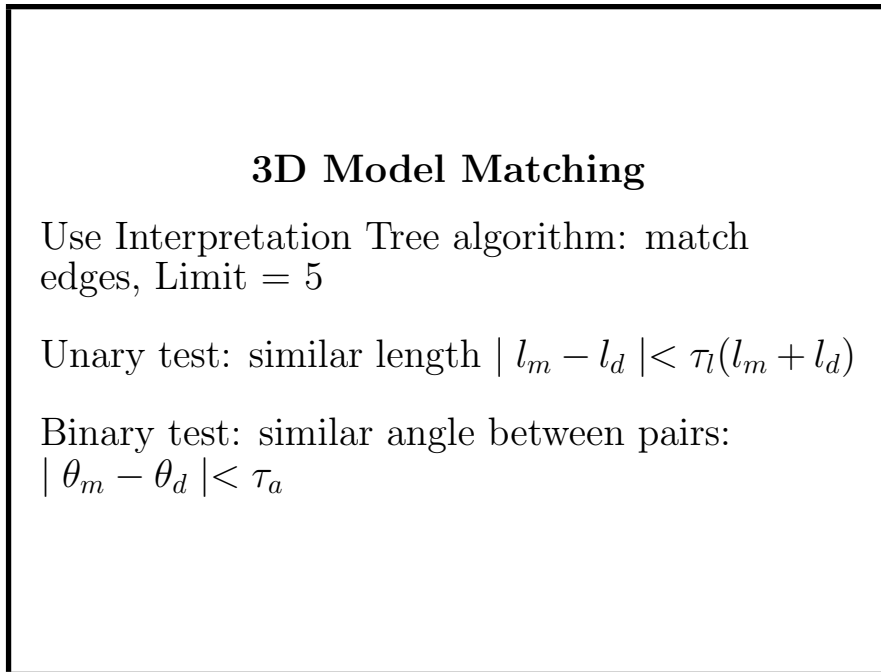 3D Model Matching
Use Interpretation Tree algorithm: match
edges, Limit = 5
Unary test: similar length | l_m − l_d |< τ_l(l_m + l_d)
Binary test: similar angle between pairs:
| θ_m − θ_d |< τ_a